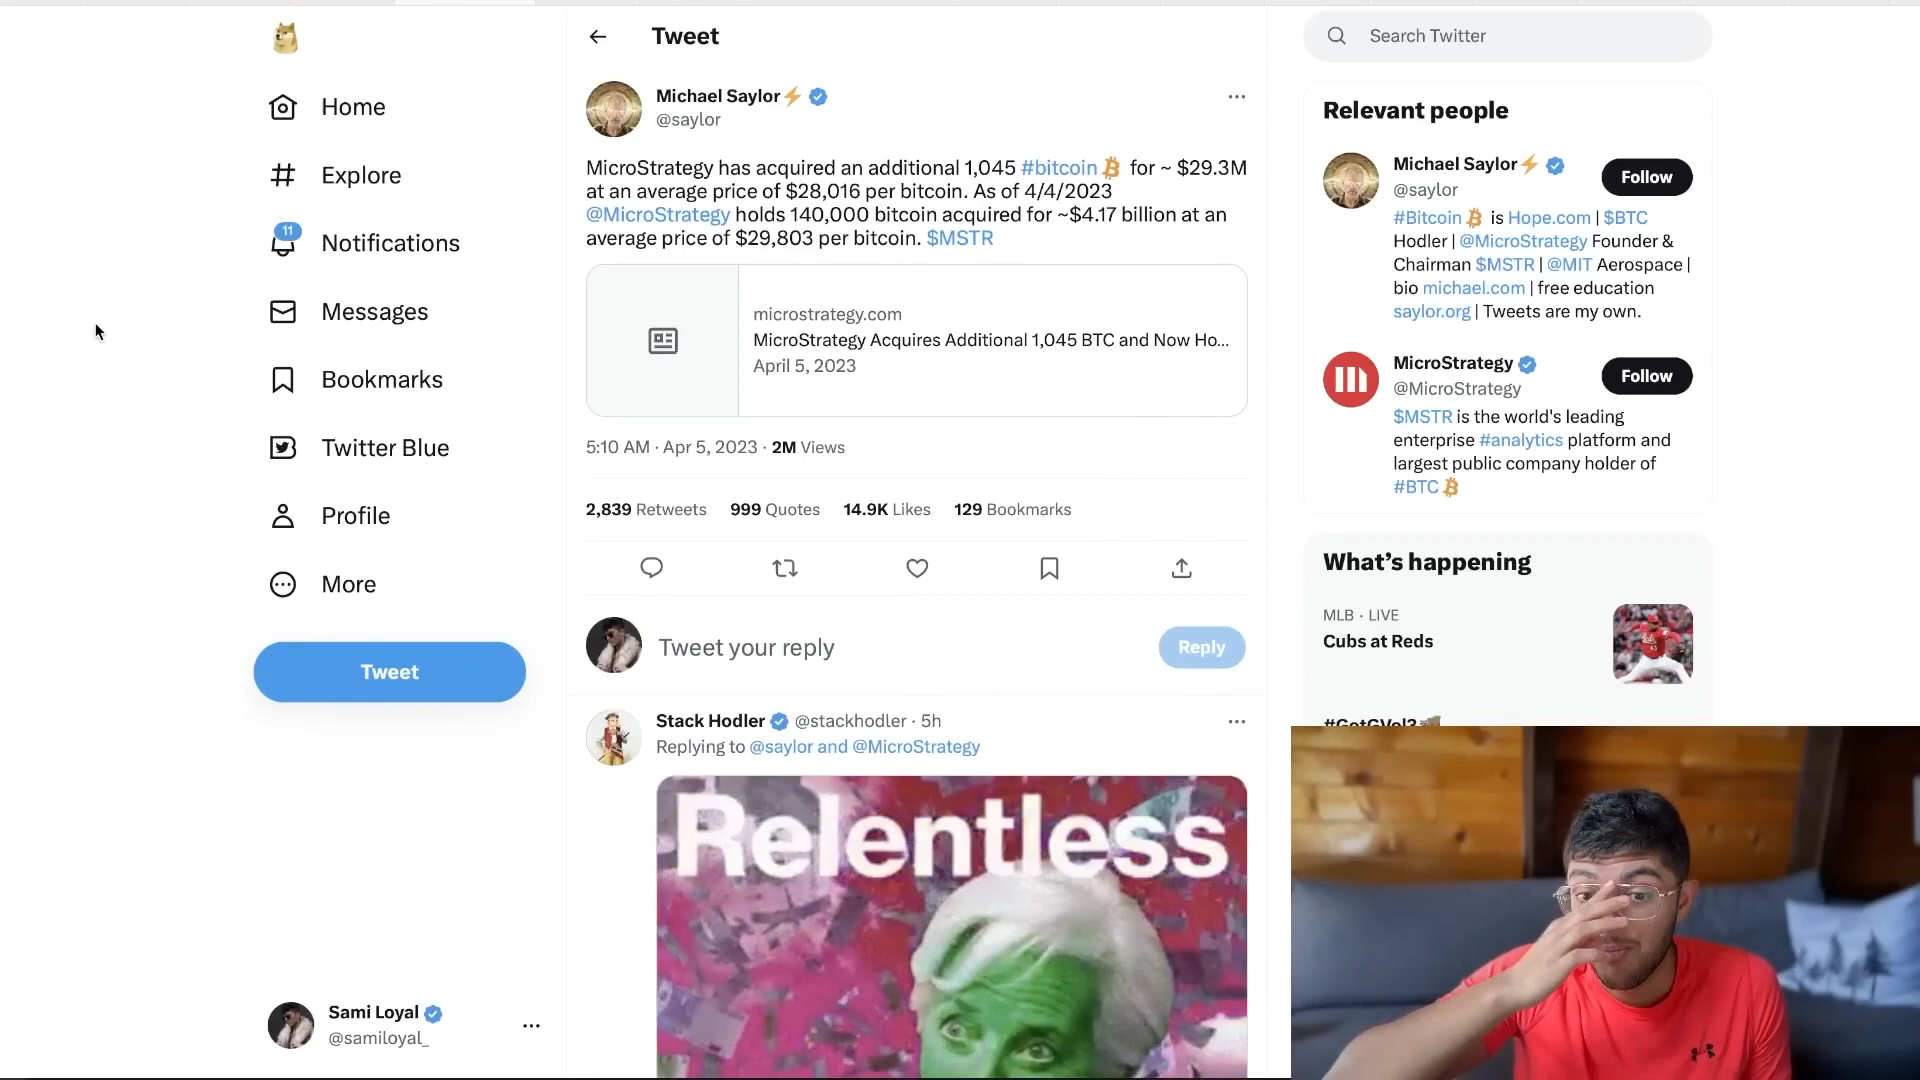 Home
Explore
11
Notifications
Messages
Bookmarks
Twitter Blue
Profile
More
Tweet
Sami Loyal
@samiloyal_
Tweet
Michael Saylor⚡
@saylor
MicroStrategy has acquired an additional 1,045 #bitcoin for ~ $29.3M
at an average price of $28,016 per bitcoin. As of 4/4/2023
@MicroStrategy holds 140,000 bitcoin acquired for ~$4.17 billion at an
average price of $29,803 per bitcoin. $MSTR
microstrategy.com
MicroStrategy Acquires Additional 1,045 BTC and Now Ho...
April 5, 2023
5:10 AM · Apr 5, 2023 · 2M Views
2,839 Retweets 999 Quotes 14.9K Likes 129 Bookmarks
Tweet your reply
Reply
Stack Hodler @stackhodler · 5h
Replying to @saylor and @MicroStrategy
Relentless
Search Twitter
Relevant people
Michael Saylor⚡
@saylor
Follow
#Bitcoin is Hope.com | $BTC
Hodler | @MicroStrategy Founder &
Chairman $MSTR | @MIT Aerospace |
bio michael.com | free education
saylor.org | Tweets are my own.
MicroStrategy
@MicroStrategy
Follow
$MSTR is the world's leading
enterprise #analytics platform and
largest public company holder of
#BTC
What's happening
MLB · LIVE
Cubs at Reds
#GotGVol3